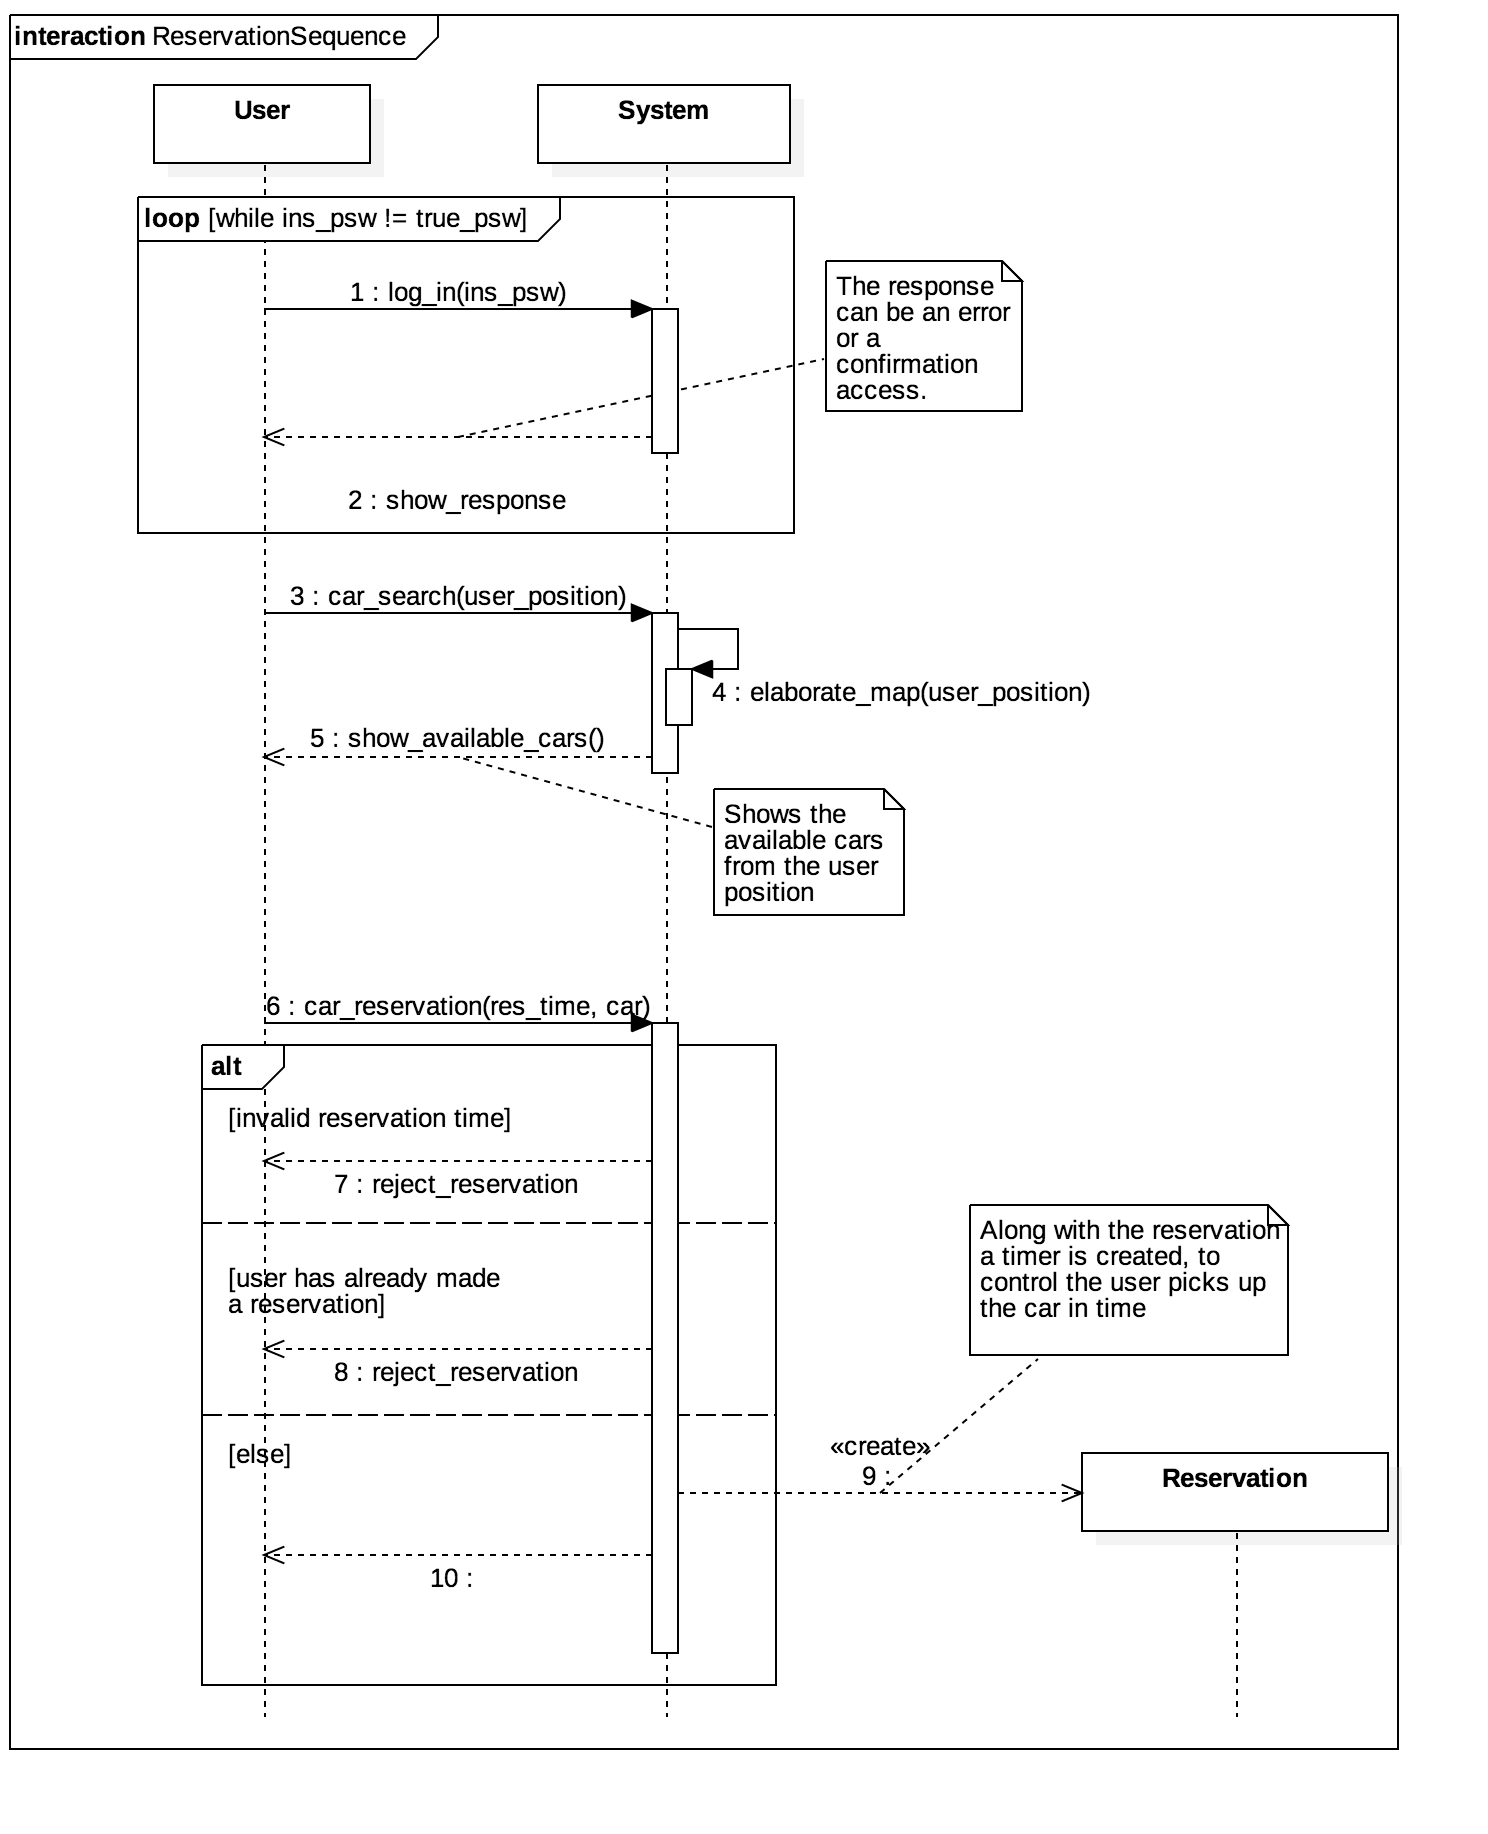 interaction ReservationSequence
User
System
loop [while ins_psw != true_psw]
1 : log_in(ins_psw)
The response
can be an error
or a
confirmation
access.
2 : show_response
3 : car_search(user_position)
4 : elaborate_map(user_position)
5 : show_available_cars()
Shows the
available cars
from the user
position
6 : car_reservation(res_time, car)
alt
[invalid reservation time]
7 : reject_reservation
[user has already made
a reservation]
8 : reject_reservation
Along with the reservation
a timer is created, to
control the user picks up
the car in time
[else]
«create»
9 :
Reservation
10 :